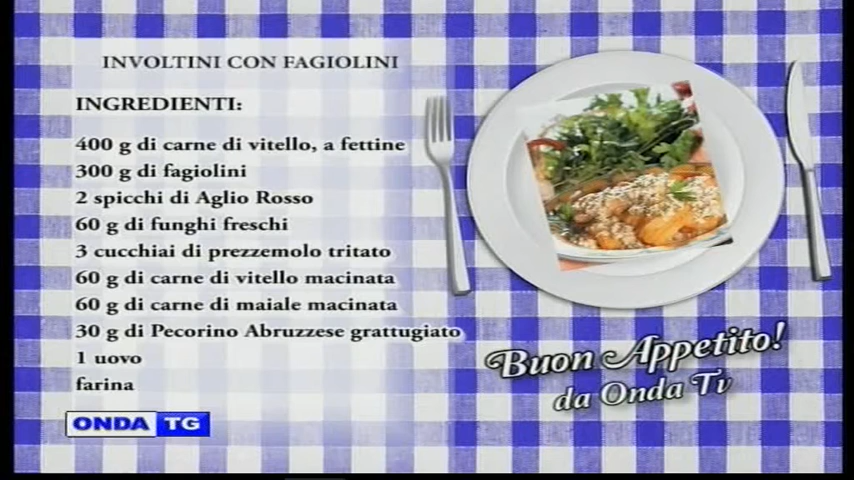 INVOLTINI CON FAGIOLINI
INGREDIENTI:
400 g di carne di vitello, a fettine
300 g di fagiolini
2 spicchi di Aglio Rosso
60 g di funghi freschi
3 cucchiai di prezzemolo tritato
60 g di carne di vitello macinata
60 g di carne di maiale macinata
30 g di Pecorino Abruzzese grattugiato
1 uovo
farina
ONDA TG
Buon Appetito!
da Onda Tv